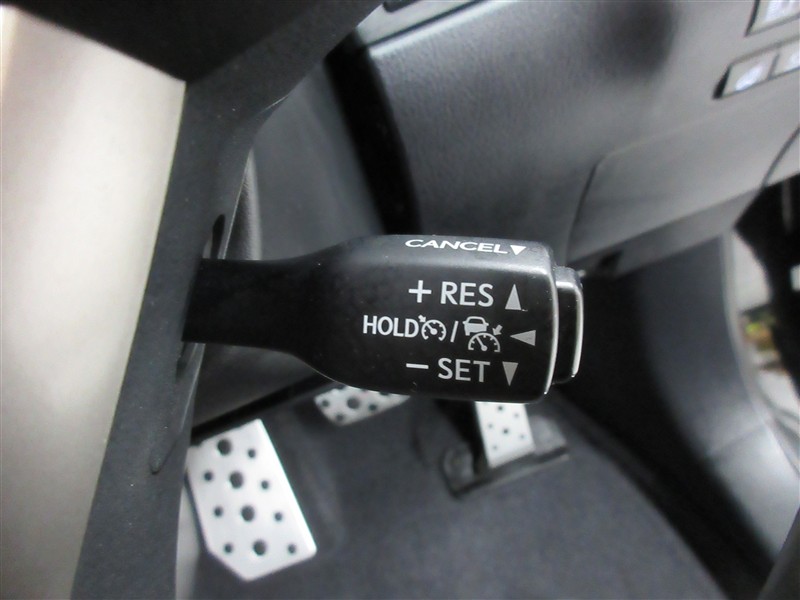 CANCEL▼
+ RES ▲
HOLD / ◀
− SET ▼